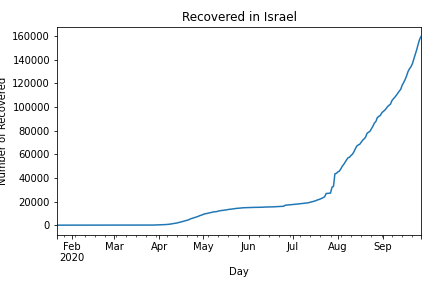 Recovered in Israel
160000
140000
120000
100000
80000
60000
40000
20000
0
Number of Recovered
Feb Mar Apr May Jun Jul Aug Sep
2020
Day